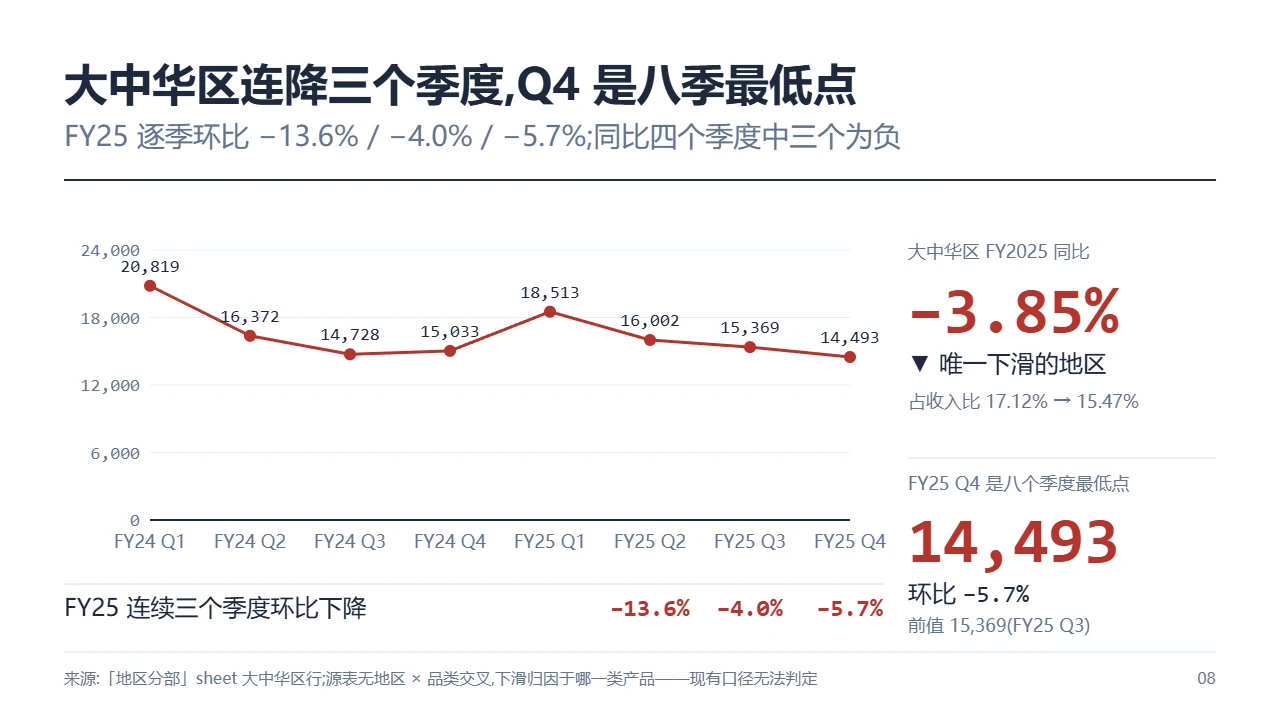 大中华区连降三个季度,Q4 是八季最低点
FY25 逐季环比 −13.6% / −4.0% / −5.7%;同比四个季度中三个为负
24,000
18,000
12,000
6,000
0
20,819
16,372
14,728
15,033
18,513
16,002
15,369
14,493
FY24 Q1 FY24 Q2 FY24 Q3 FY24 Q4 FY25 Q1 FY25 Q2 FY25 Q3 FY25 Q4
FY25 连续三个季度环比下降 −13.6% −4.0% −5.7%
大中华区 FY2025 同比
−3.85%
▼ 唯一下滑的地区
占收入比 17.12% → 15.47%
FY25 Q4 是八个季度最低点
14,493
环比 −5.7%
前值 15,369(FY25 Q3)
来源:「地区分部」sheet 大中华区行;源表无地区 × 品类交叉,下滑归因于哪一类产品——现有口径无法判定
08